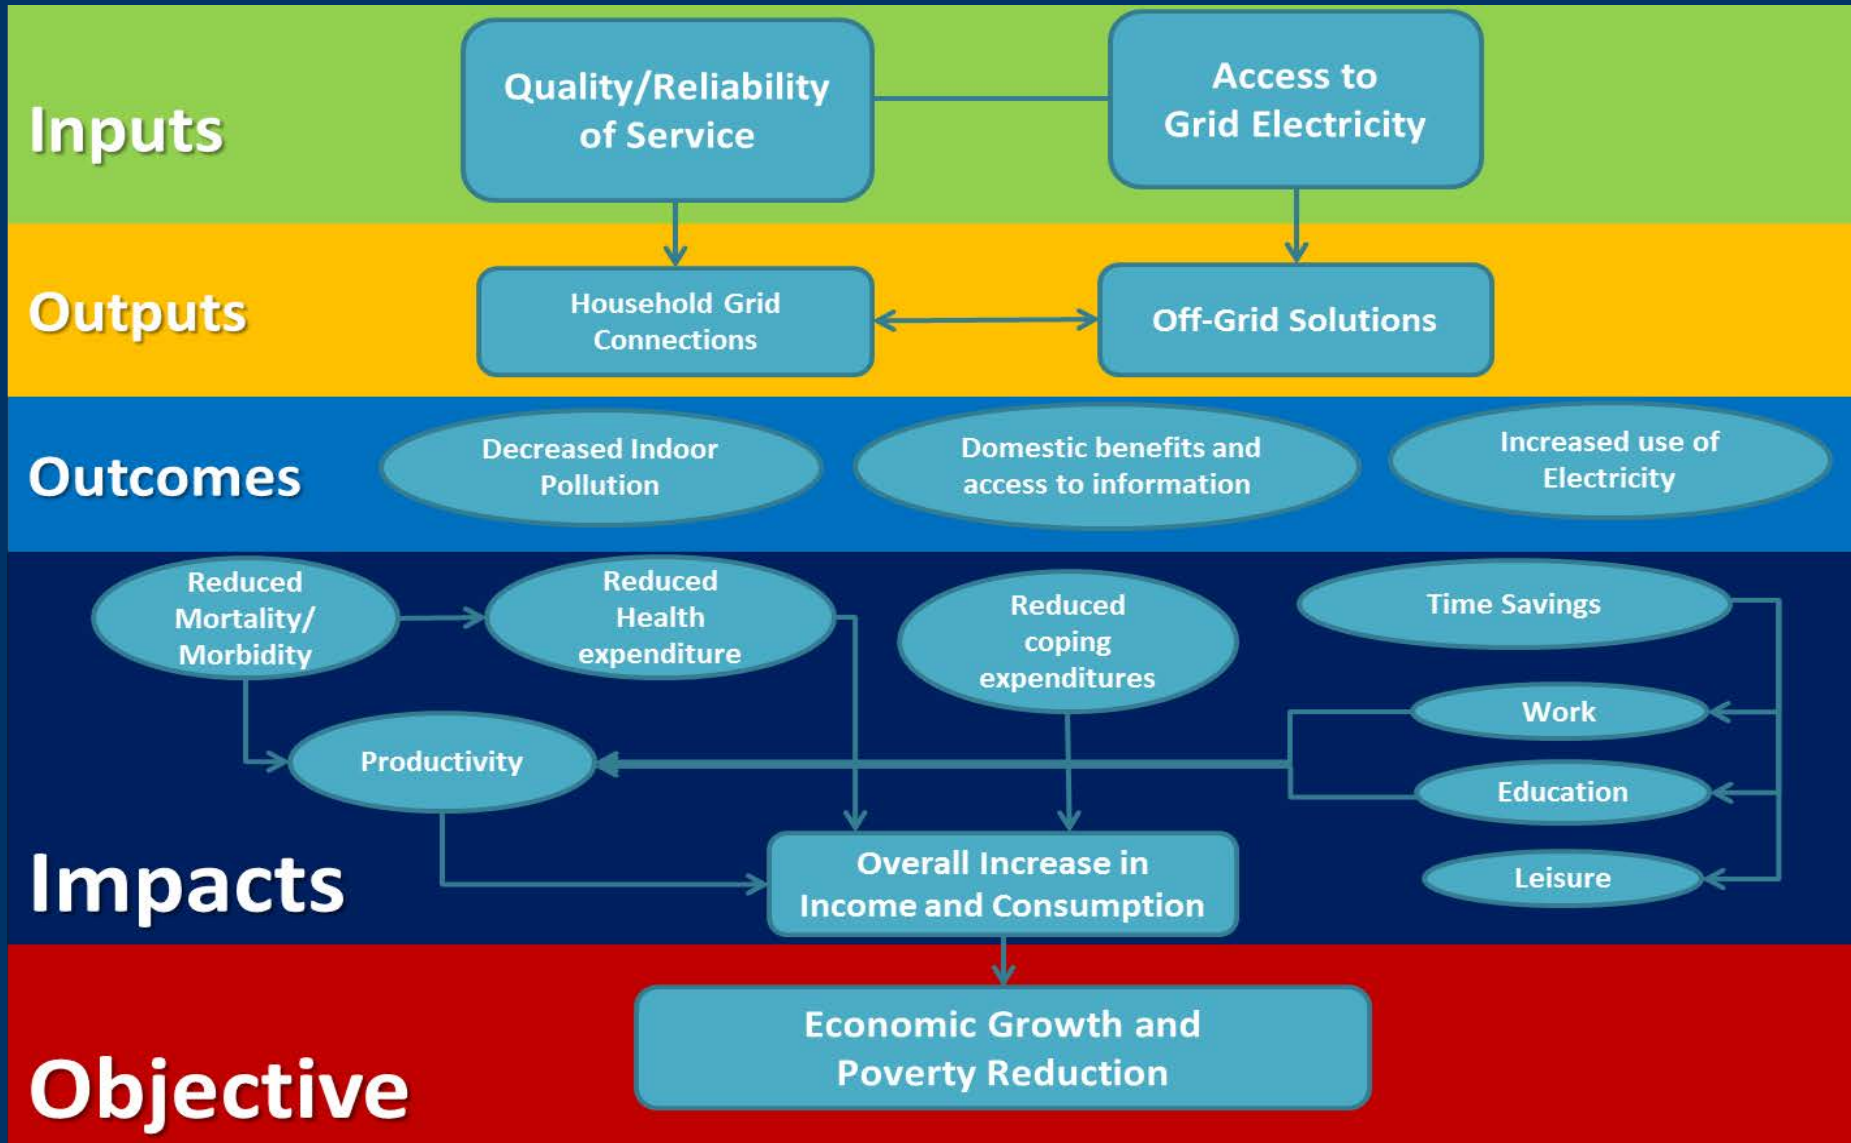 Inputs
Quality/Reliability
of Service
Access to
Grid Electricity
Outputs
Household Grid
Connections
Off-Grid Solutions
Outcomes
Decreased Indoor
Pollution
Domestic benefits and
access to information
Increased use of
Electricity
Impacts
Reduced
Mortality/
Morbidity
Reduced
Health
expenditure
Reduced
coping
expenditures
Time Savings
Work
Productivity
Education
Leisure
Overall Increase in
Income and Consumption
Objective
Economic Growth and
Poverty Reduction